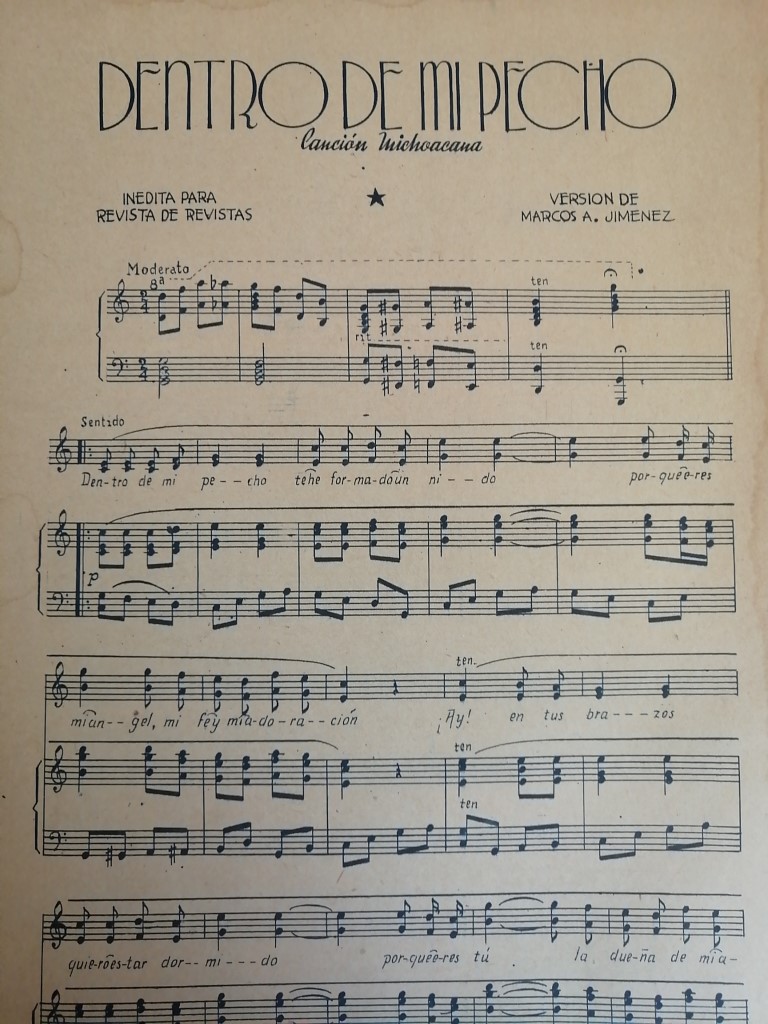 DENTRO DE MI PECHO
Canción Michoacana
INEDITA PARA
REVISTA DE REVISTAS
VERSION DE
MARCOS A. JIMENEZ
Moderato
8ª
ten
rit
ten
Sentido
Den-tro de mi pe--cho tehe for-ma-doun ni--do por-quee-res
p
ten.
mian--gel, mi fey mia-do-ra--ción ¡Ay! en tus bra---zos
ten
ten
quie-roes-tar dor--mi---do por-quee-res tú la due-ña de mia-